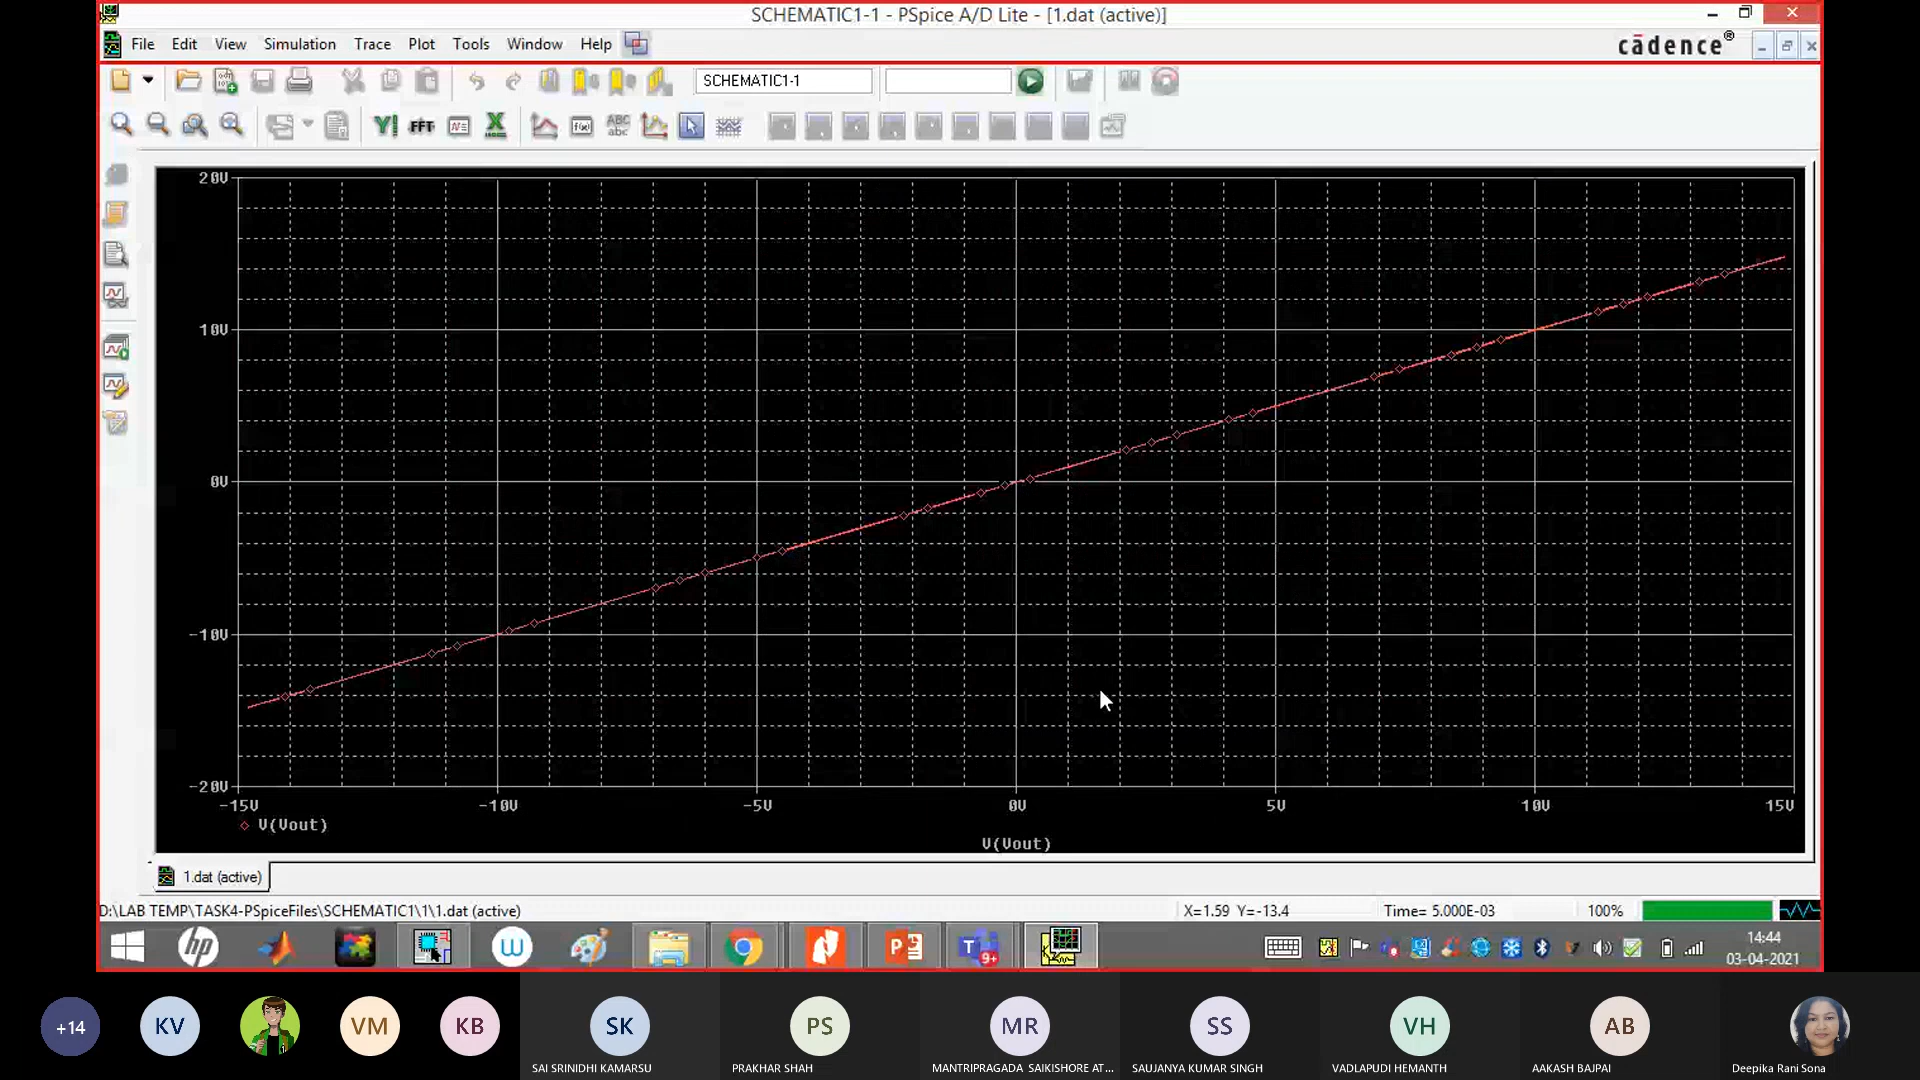 SCHEMATIC1-1 - PSpice A/D Lite - [1.dat (active)]
File Edit View Simulation Trace Plot Tools Window Help
cādence®
SCHEMATIC1-1
FFT
ABC
abc
20V
10V
0V
-10V
-20V
-15V -10V -5V 0V 5V 10V 15V
V(Vout)
V(Vout)
1.dat (active)
D:\LAB TEMP\TASK4-PSpiceFiles\SCHEMATIC1\1\1.dat (active) X=1.59 Y=-13.4 Time= 5.000E-03 100%
14:44
03-04-2021
9+
+14 KV VM KB SK PS MR SS VH AB
SAI SRINIDHI KAMARSU PRAKHAR SHAH MANTRIPRAGADA SAIKISHORE AT... SAUJANYA KUMAR SINGH VADLAPUDI HEMANTH AAKASH BAJPAI Deepika Rani Sona